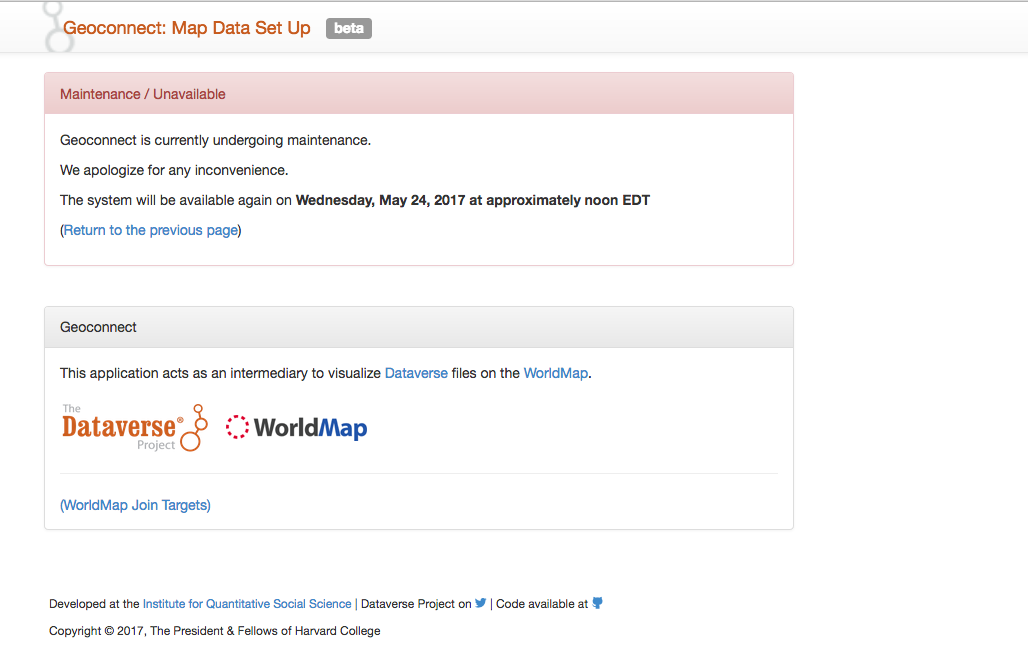 Geoconnect: Map Data Set Up beta
Maintenance / Unavailable
Geoconnect is currently undergoing maintenance.
We apologize for any inconvenience.
The system will be available again on Wednesday, May 24, 2017 at approximately noon EDT
(Return to the previous page)
Geoconnect
This application acts as an intermediary to visualize Dataverse files on the WorldMap.
The
Dataverse® WorldMap
Project
(WorldMap Join Targets)
Developed at the Institute for Quantitative Social Science | Dataverse Project on | Code available at
Copyright © 2017, The President & Fellows of Harvard College